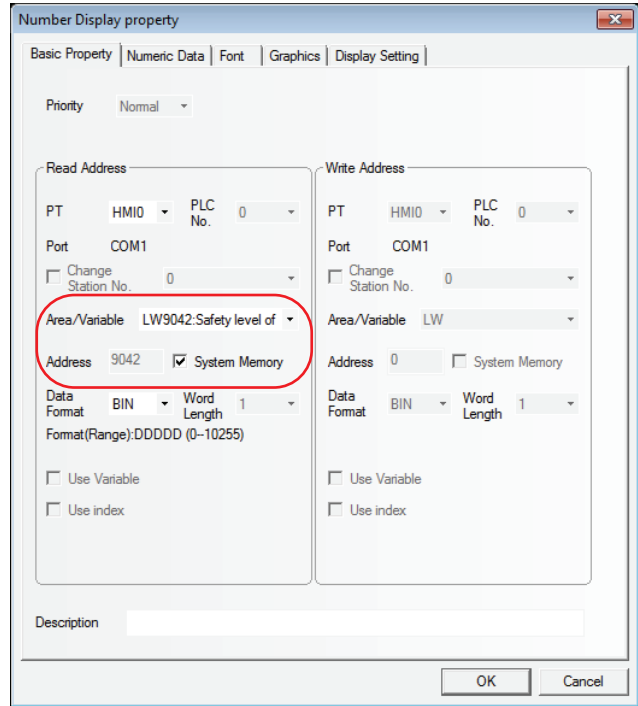 Number Display property
Basic Property Numeric Data Font Graphics Display Setting
Priority Normal
Read Address
PT HMI0 PLC No. 0
Port COM1
Change Station No. 0
Area/Variable LW9042:Safety level of
Address 9042 System Memory
Data Format BIN Word Length 1
Format(Range):DDDDD (0--10255)
Use Variable
Use index
Write Address
PT HMI0 PLC No. 0
Port COM1
Change Station No. 0
Area/Variable LW
Address 0 System Memory
Data Format BIN Word Length 1
Use Variable
Use index
Description
OK Cancel